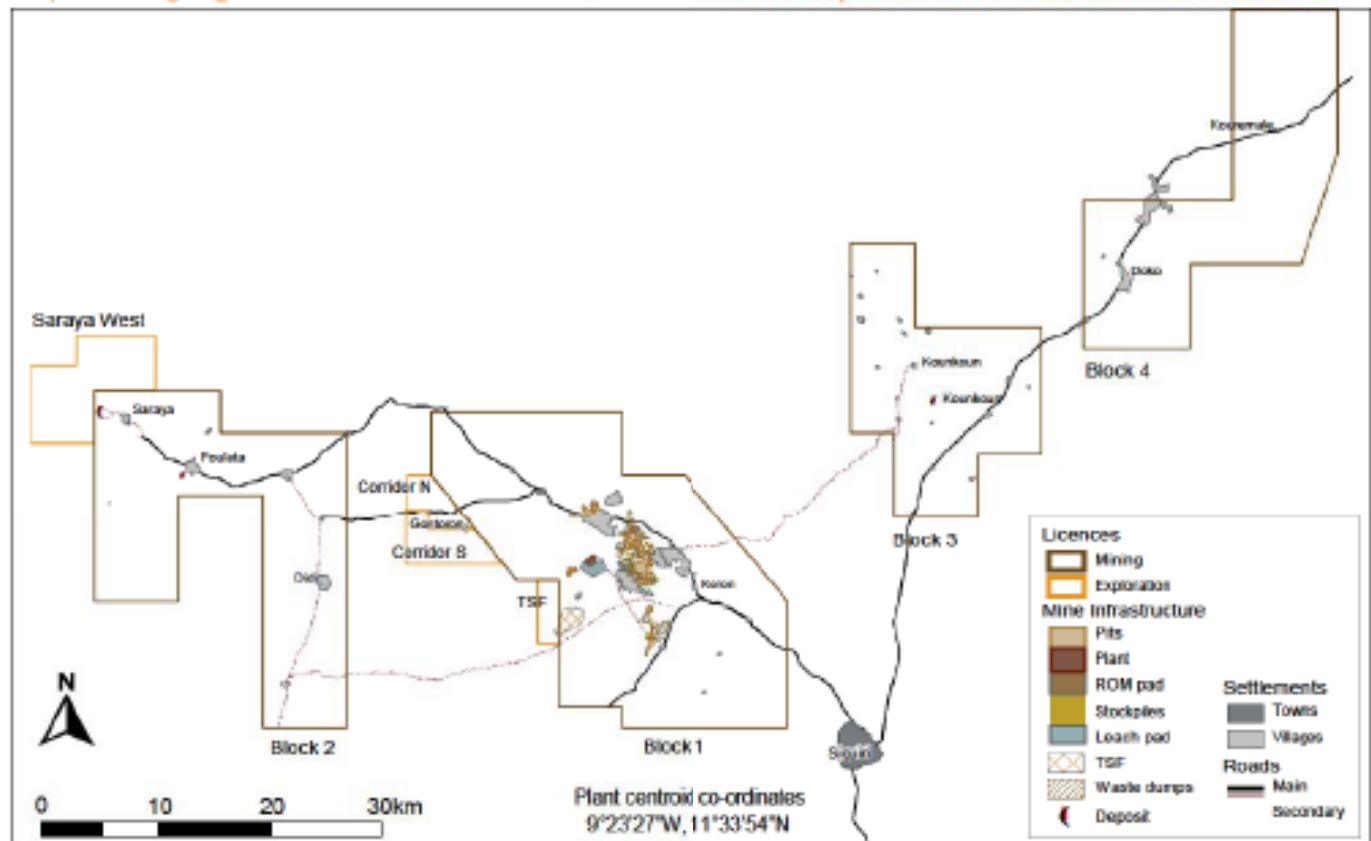 Kouremale
Doko
Block 4
Saraya West
Kounkoun
Kounkoun
Saraya
Foulata
Corridor N
Block 3
Corridor S
TSF
Koron
Block 2
Block 1
N
0 10 20 30km
Plant centroid co-ordinates
9°23'27"W, 11°33'54"N
Licences
Mining
Exploration
Mine Infrastructure
Pits
Plant
ROM pad
Stockpiles
Leach pad
TSF
Waste dumps
Deposit
Settlements
Towns
Villages
Roads
Main
Secondary